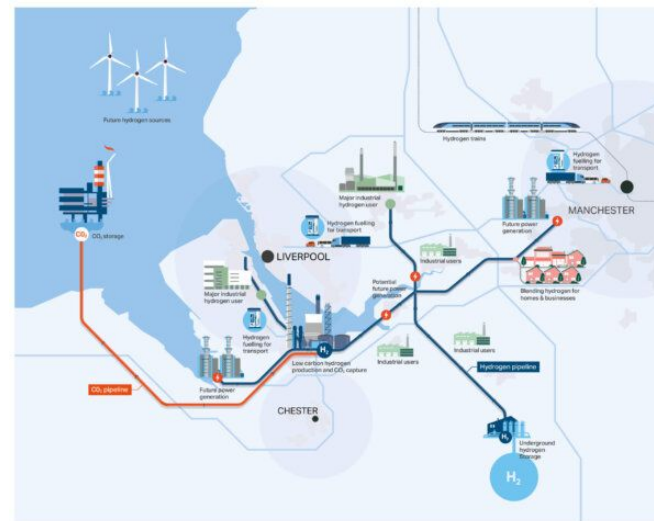 Future hydrogen sources
Hydrogen trains
Hydrogen
fuelling for
transport
Major industrial
hydrogen user
Future power
generation
MANCHESTER
CO₂
CO₂ storage
Hydrogen fuelling
for transport
LIVERPOOL
Industrial users
Major industrial
hydrogen user
Potential
future power
generation
Blending hydrogen for
homes & businesses
Hydrogen
fuelling for
transport
H₂
Low carbon hydrogen
production and CO₂ capture
Industrial users
Industrial users
Hydrogen pipeline
CO₂ pipeline
Future power
generation
CHESTER
H₂
Underground
hydrogen
Storage
H₂